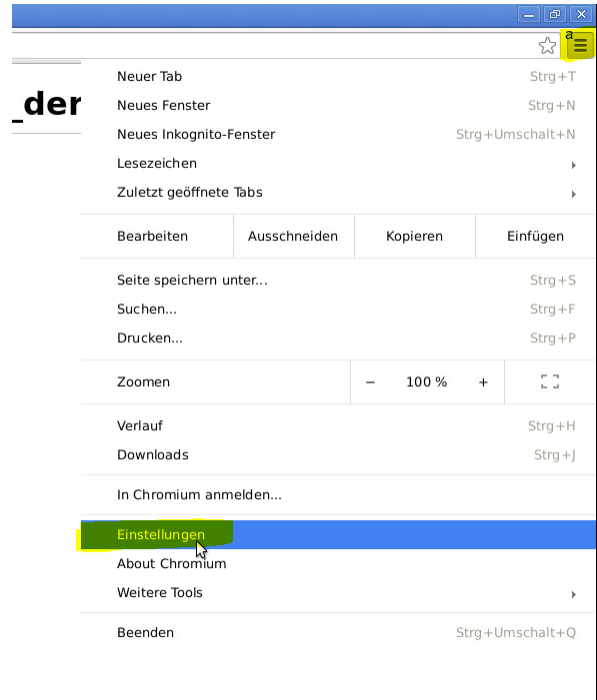 a
_der
Neuer Tab Strg+T
Neues Fenster Strg+N
Neues Inkognito-Fenster Strg+Umschalt+N
Lesezeichen
Zuletzt geöffnete Tabs
Bearbeiten Ausschneiden Kopieren Einfügen
Seite speichern unter... Strg+S
Suchen... Strg+F
Drucken... Strg+P
Zoomen − 100 % +
Verlauf Strg+H
Downloads Strg+J
In Chromium anmelden...
Einstellungen
About Chromium
Weitere Tools
Beenden Strg+Umschalt+Q